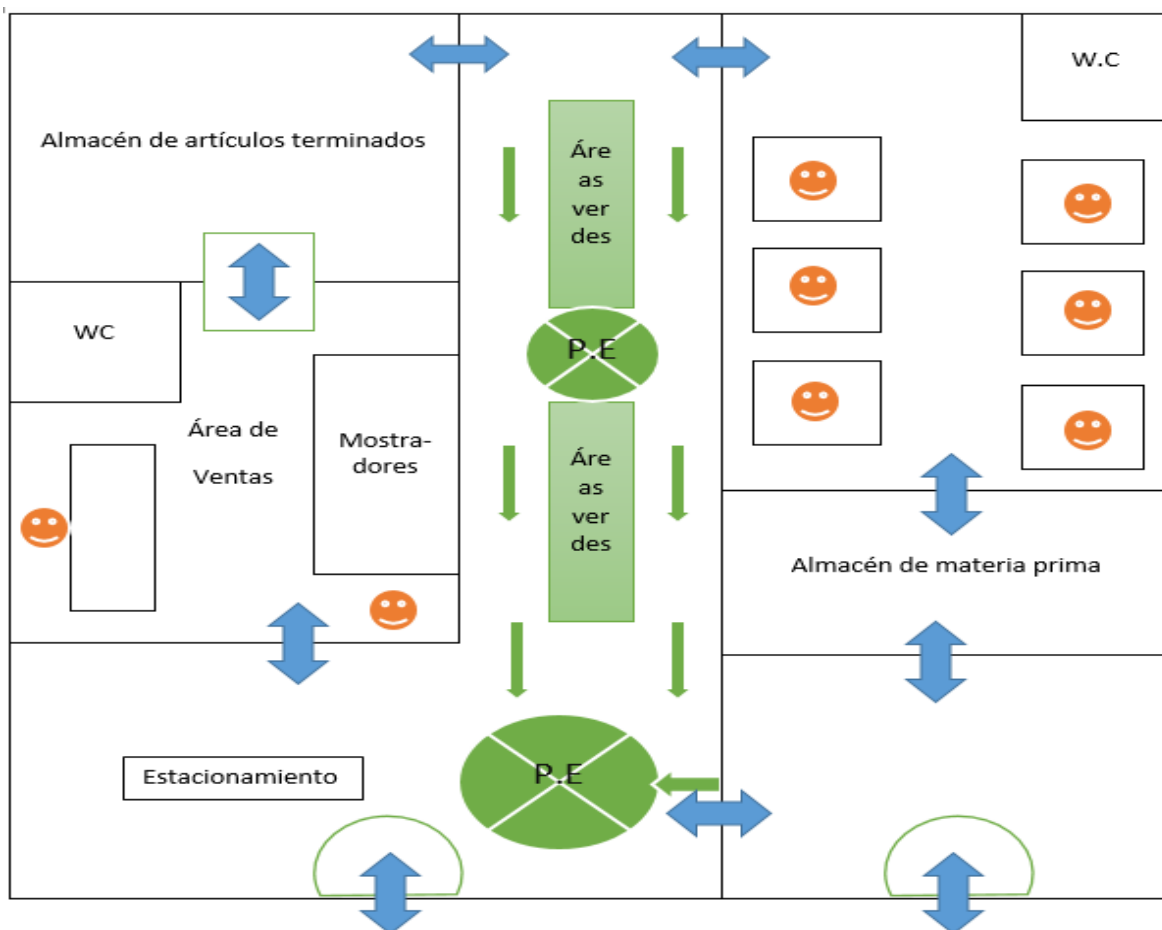 W.C
Almacén de artículos terminados
Áre
as
ver
des
WC
P.E
Área de
Ventas
Mostra-
dores
Áre
as
ver
des
Almacén de materia prima
Estacionamiento
P.E